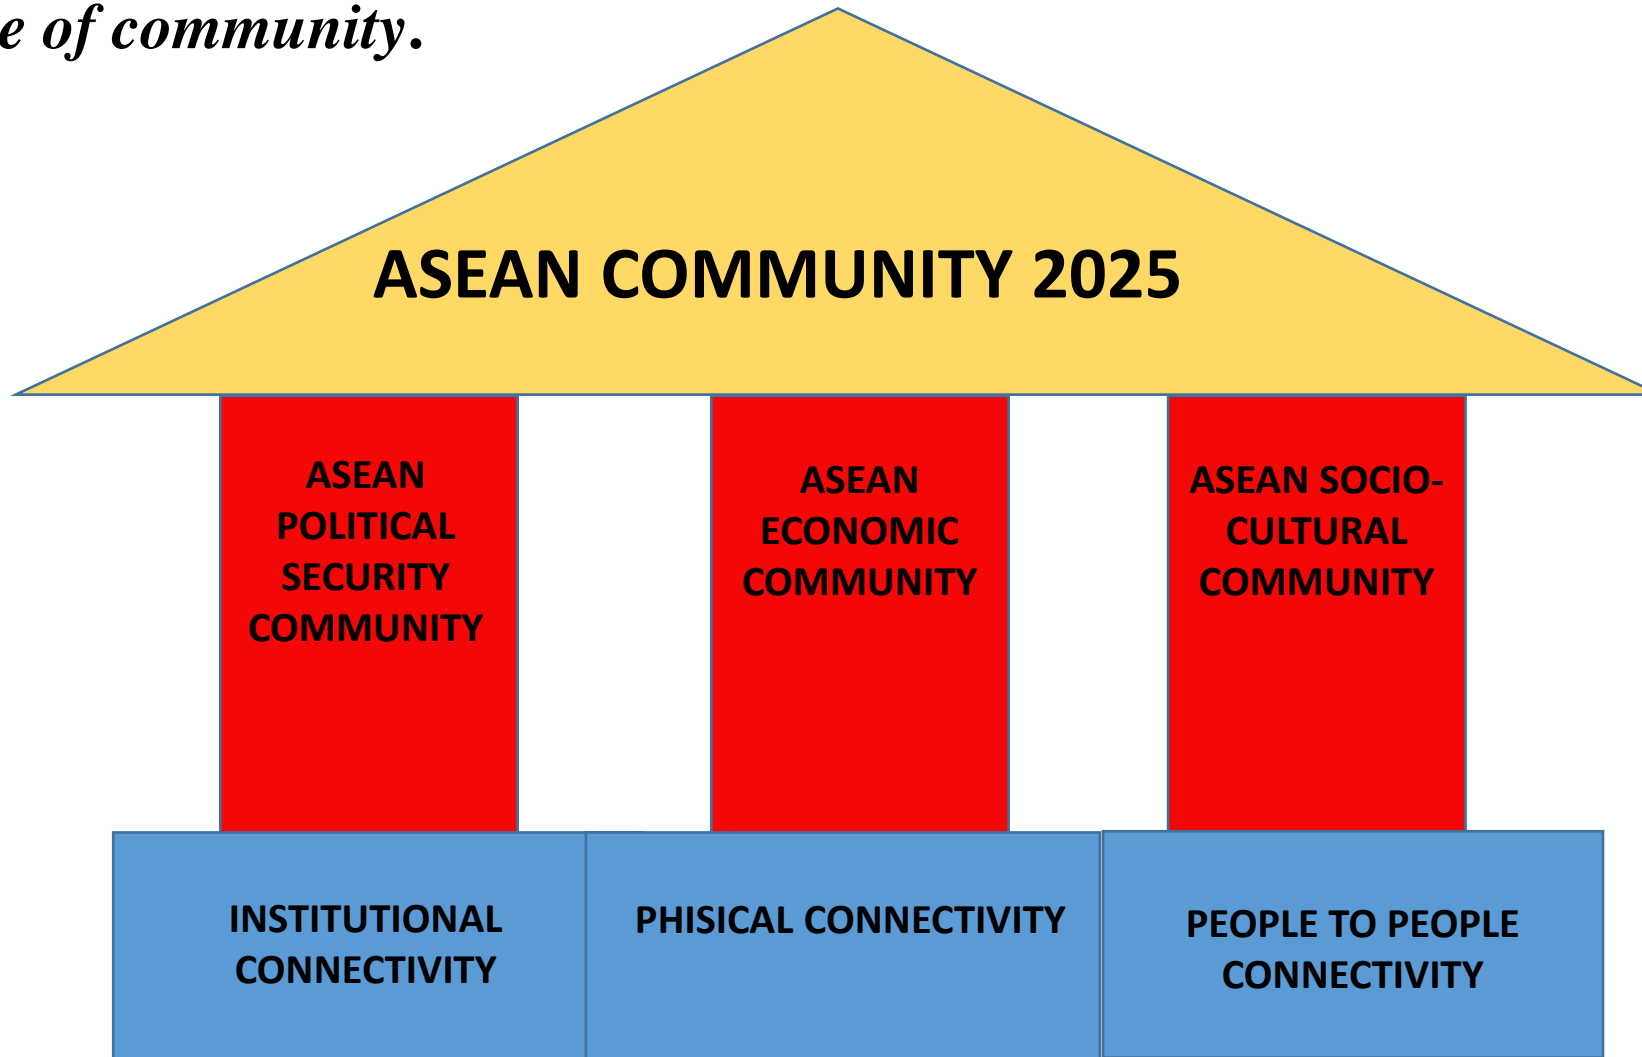 e of community.
ASEAN COMMUNITY 2025
ASEAN
POLITICAL
SECURITY
COMMUNITY
ASEAN
ECONOMIC
COMMUNITY
ASEAN SOCIO-
CULTURAL
COMMUNITY
INSTITUTIONAL
CONNECTIVITY
PHISICAL CONNECTIVITY
PEOPLE TO PEOPLE
CONNECTIVITY